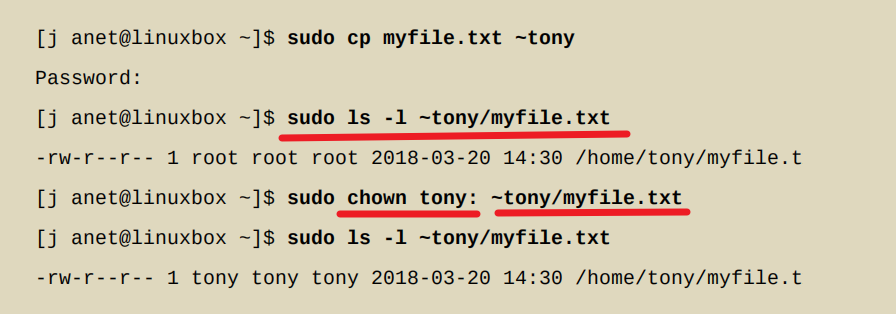 [j anet@linuxbox ~]$ sudo cp myfile.txt ~tony
Password:
[j anet@linuxbox ~]$ sudo ls -l ~tony/myfile.txt
-rw-r--r-- 1 root root root 2018-03-20 14:30 /home/tony/myfile.t
[j anet@linuxbox ~]$ sudo chown tony: ~tony/myfile.txt
[j anet@linuxbox ~]$ sudo ls -l ~tony/myfile.txt
-rw-r--r-- 1 tony tony tony 2018-03-20 14:30 /home/tony/myfile.t